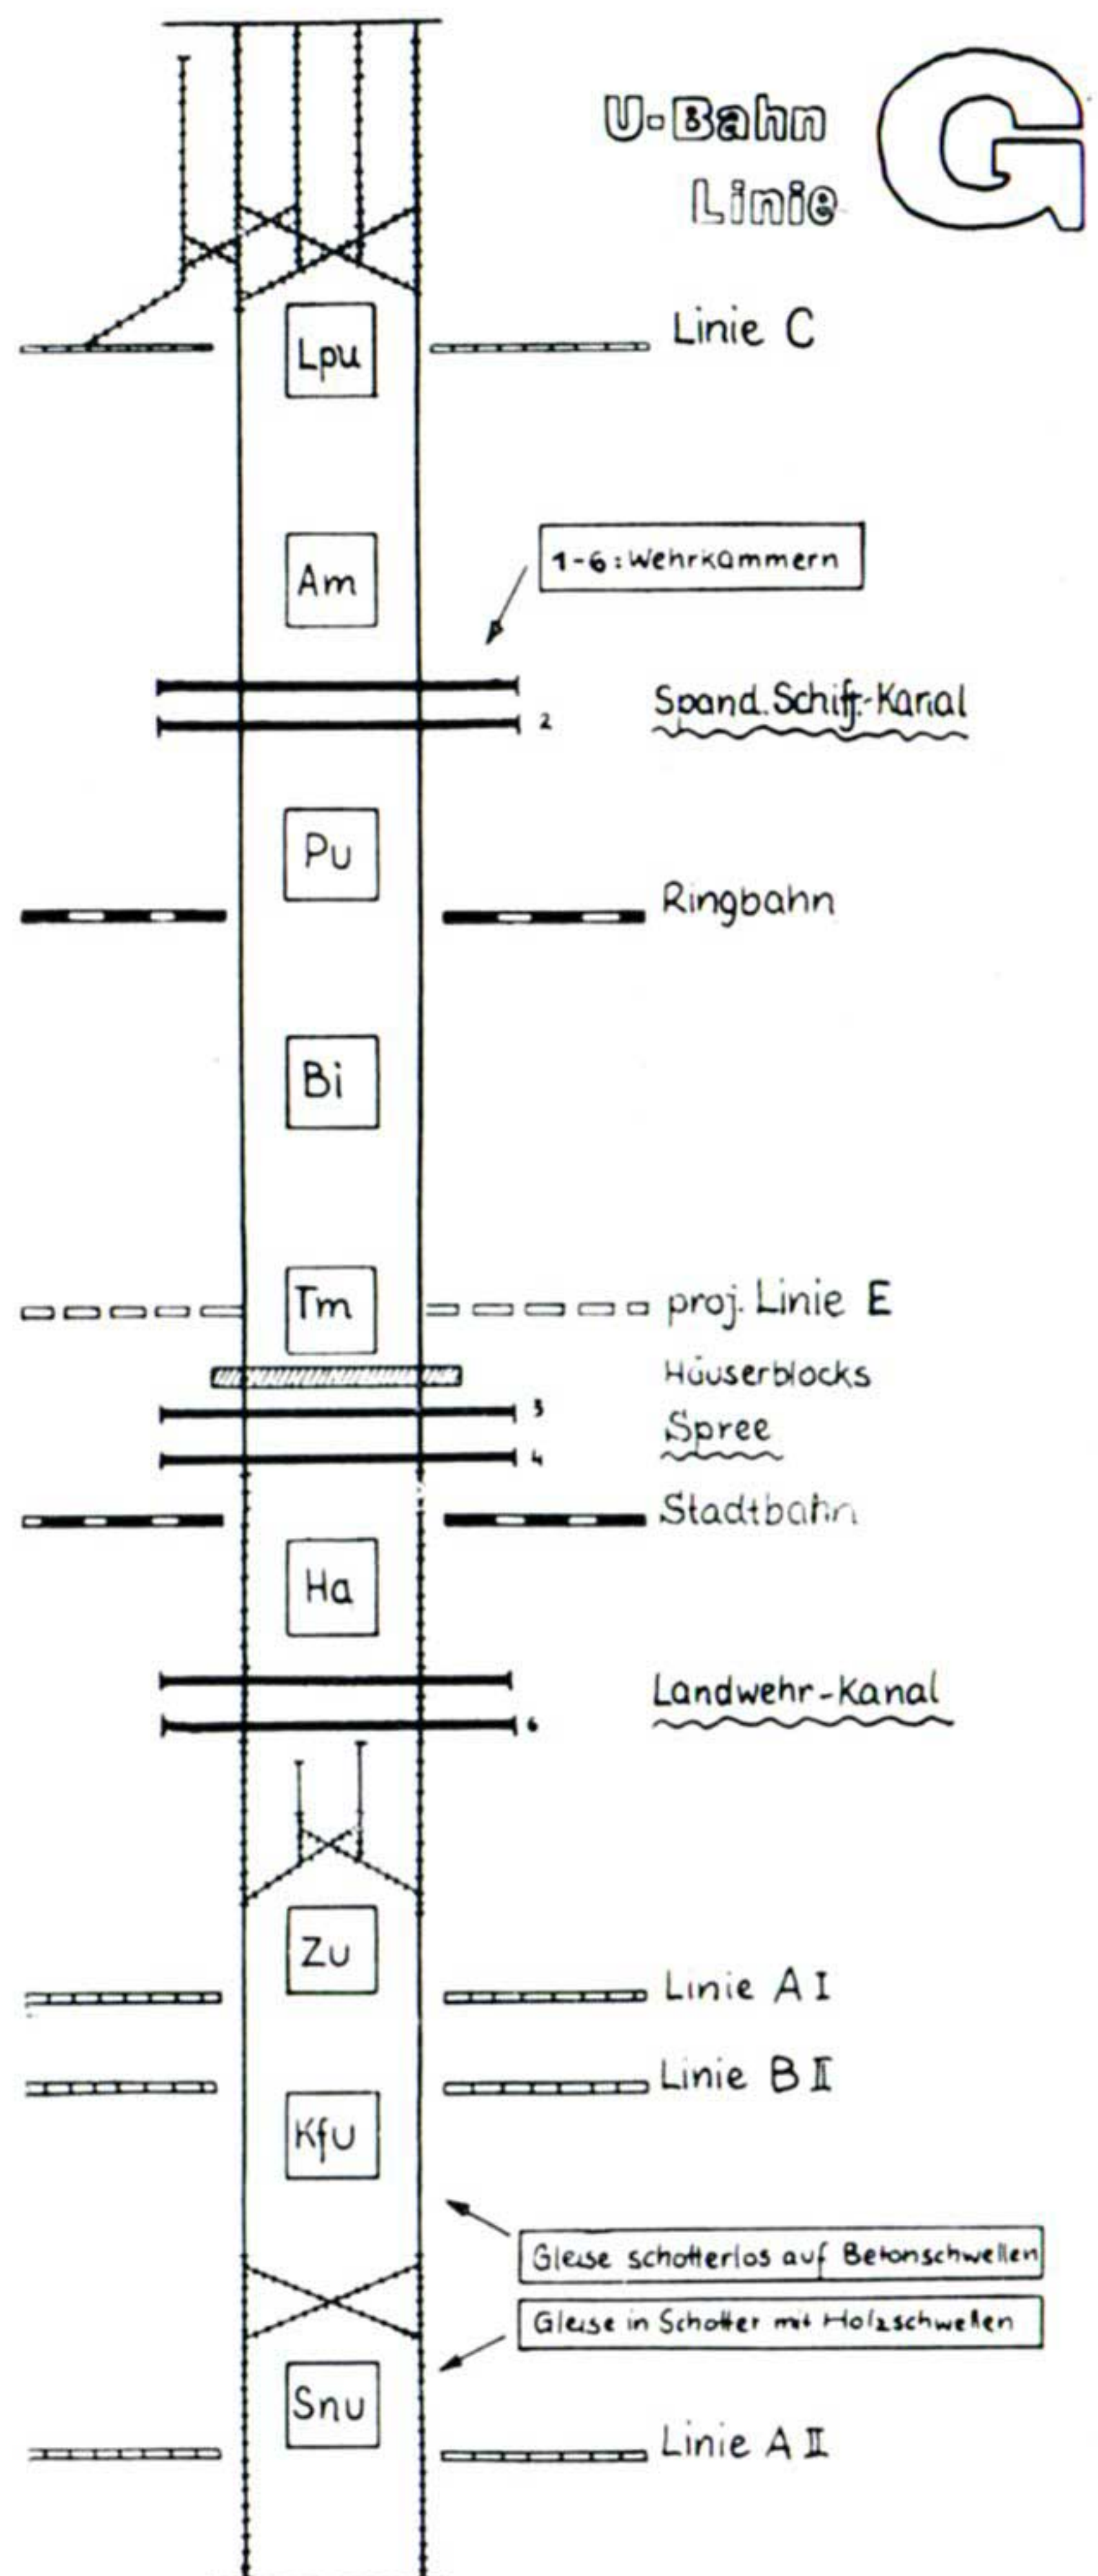 U-Bahn
Linie
G
Lpu
Linie C
Am
1-6: Wehrkammern
Spand. Schiff.-Kanal
2
Pu
Ringbahn
Bi
Tm
proj. Linie E
Häuserblocks
3
Spree
4
Stadtbahn
Ha
Landwehr-Kanal
6
Zu
Linie A I
Linie B II
Kfu
Gleise schotterlos auf Betonschwellen
Gleise in Schotter mit Holzschwellen
Snu
Linie A II